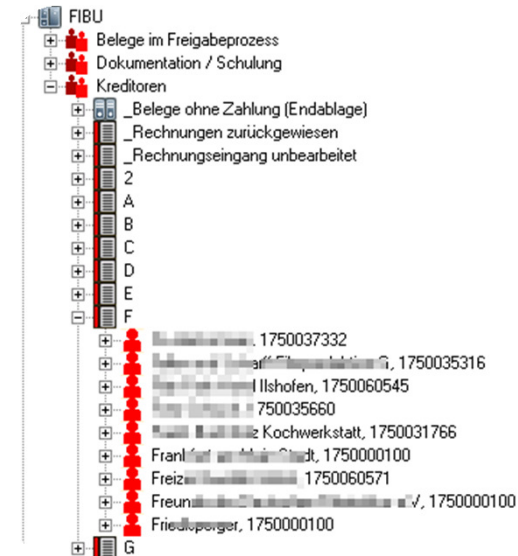 FIBU
Belege im Freigabeprozess
Dokumentation / Schulung
Kreditoren
_Belege ohne Zahlung (Endablage)
_Rechnungen zurückgewiesen
_Rechnungseingang unbearbeitet
2
A
B
C
D
E
F
, 1750037332
, 1750035316
Ilshofen, 1750060545
750035660
Kochwerkstatt, 1750031766
, 1750000100
1750060571
, 1750000100
, 1750000100
G